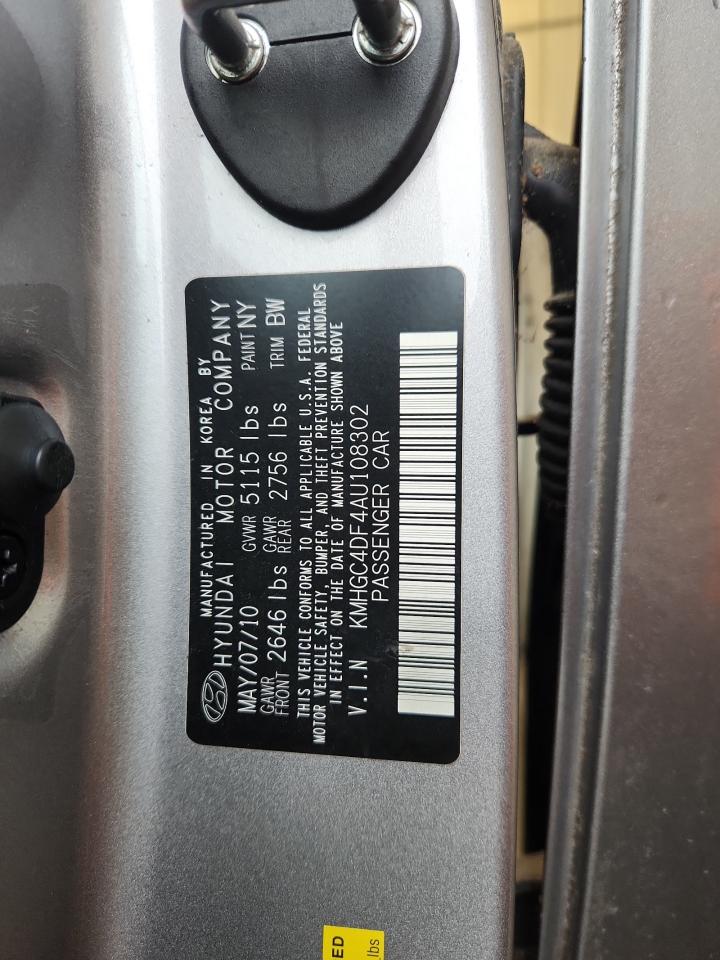 MANUFACTURED IN KOREA BY
HYUNDAI MOTOR COMPANY
MAY/07/10 GVWR 5115 lbs PAINT NY
GAWR FRONT 2646 lbs GAWR REAR 2756 lbs TRIM BW
THIS VEHICLE CONFORMS TO ALL APPLICABLE U.S.A. FEDERAL
MOTOR VEHICLE SAFETY, BUMPER, AND THEFT PREVENTION STANDARDS
IN EFFECT ON THE DATE OF MANUFACTURE SHOWN ABOVE
V.I.N KMHGC4DF4AU108302
PASSENGER CAR
ED
lbs